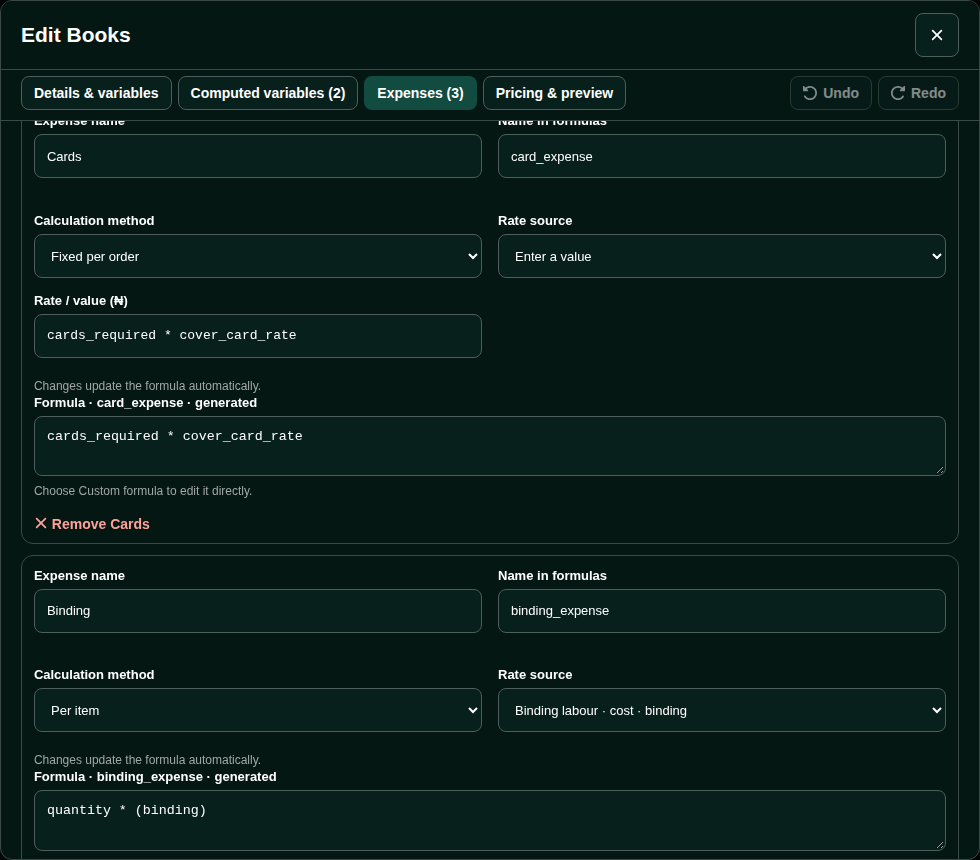 Edit Books
Details & variables
Computed variables (2)
Expenses (3)
Pricing & preview
Undo
Redo
Expense name
Name in formulas
Cards
card_expense
Calculation method
Rate source
Fixed per order
Enter a value
Rate / value (₦)
cards_required * cover_card_rate
Changes update the formula automatically.
Formula · card_expense · generated
cards_required * cover_card_rate
Choose Custom formula to edit it directly.
Remove Cards
Expense name
Name in formulas
Binding
binding_expense
Calculation method
Rate source
Per item
Binding labour · cost · binding
Changes update the formula automatically.
Formula · binding_expense · generated
quantity * (binding)